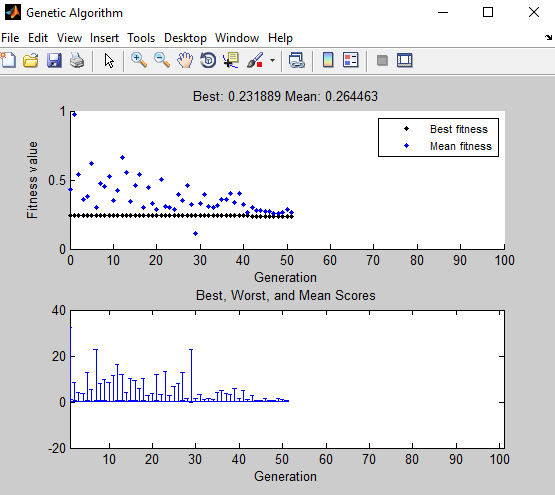 Genetic Algorithm
File Edit View Insert Tools Desktop Window Help
Best: 0.231889 Mean: 0.264463
1
0.5
0
Fitness value
Best fitness
Mean fitness
0 10 20 30 40 50 60 70 80 90 100
Generation
Best, Worst, and Mean Scores
40
20
0
-20
10 20 30 40 50 60 70 80 90 100
Generation